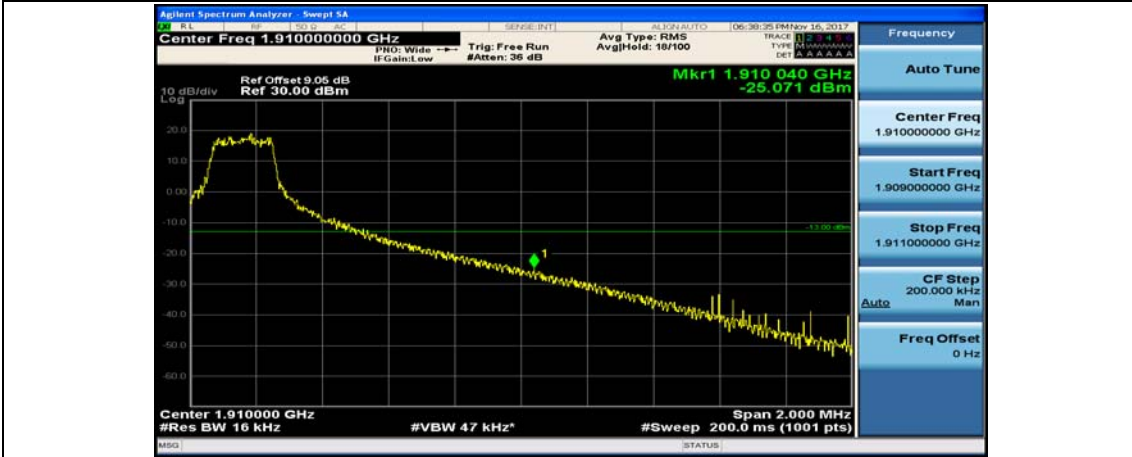 Agilent Spectrum Analyzer - Swept SA
RL RF 50 Ω AC SENSE:INT ALIGN AUTO 06:38:35 PM Nov 16, 2017
Center Freq 1.910000000 GHz
PNO: Wide
IFGain:Low
Trig: Free Run
#Atten: 36 dB
Avg Type: RMS
Avg|Hold: 18/100
TRACE 1 2 3 4 5 6
TYPE
DET A A A A A A
Ref Offset 9.05 dB
Ref 30.00 dBm
10 dB/div
Log
Mkr1 1.910 040 GHz
-25.071 dBm
20.0
10.0
0.00
-10.0
-20.0
-30.0
-40.0
-50.0
-60.0
-13.00 dBm
1
Center 1.910000 GHz
#Res BW 16 kHz
#VBW 47 kHz*
Span 2.000 MHz
#Sweep 200.0 ms (1001 pts)
MSG
STATUS
Frequency
Auto Tune
Center Freq
1.910000000 GHz
Start Freq
1.909000000 GHz
Stop Freq
1.911000000 GHz
CF Step
200.000 kHz
Auto Man
Freq Offset
0 Hz